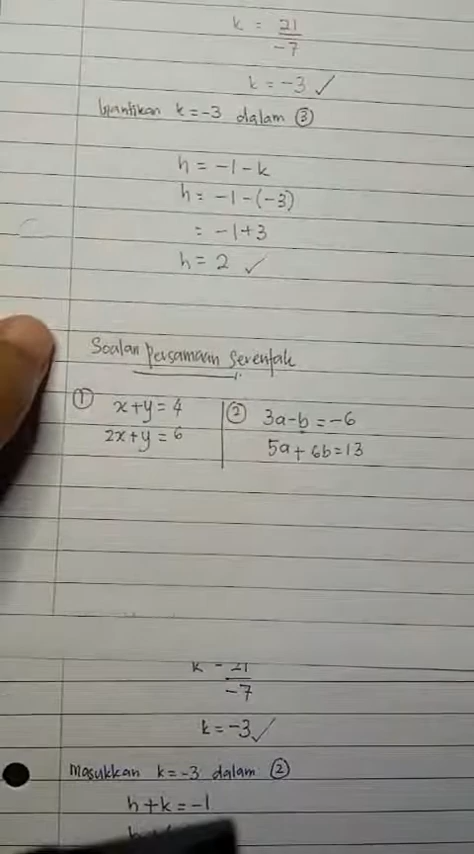 k = 21/-7
k = -3 ✓
Gantikan k = -3 dalam ③
h = -1 - k
h = -1 - (-3)
= -1 + 3
h = 2 ✓
Soalan Persamaan Serentak
① x + y = 4
2x + y = 6
② 3a - b = -6
5a + 6b = 13
k = 21/-7
k = -3 ✓
Masukkan k = -3 dalam ②
h + k = -1